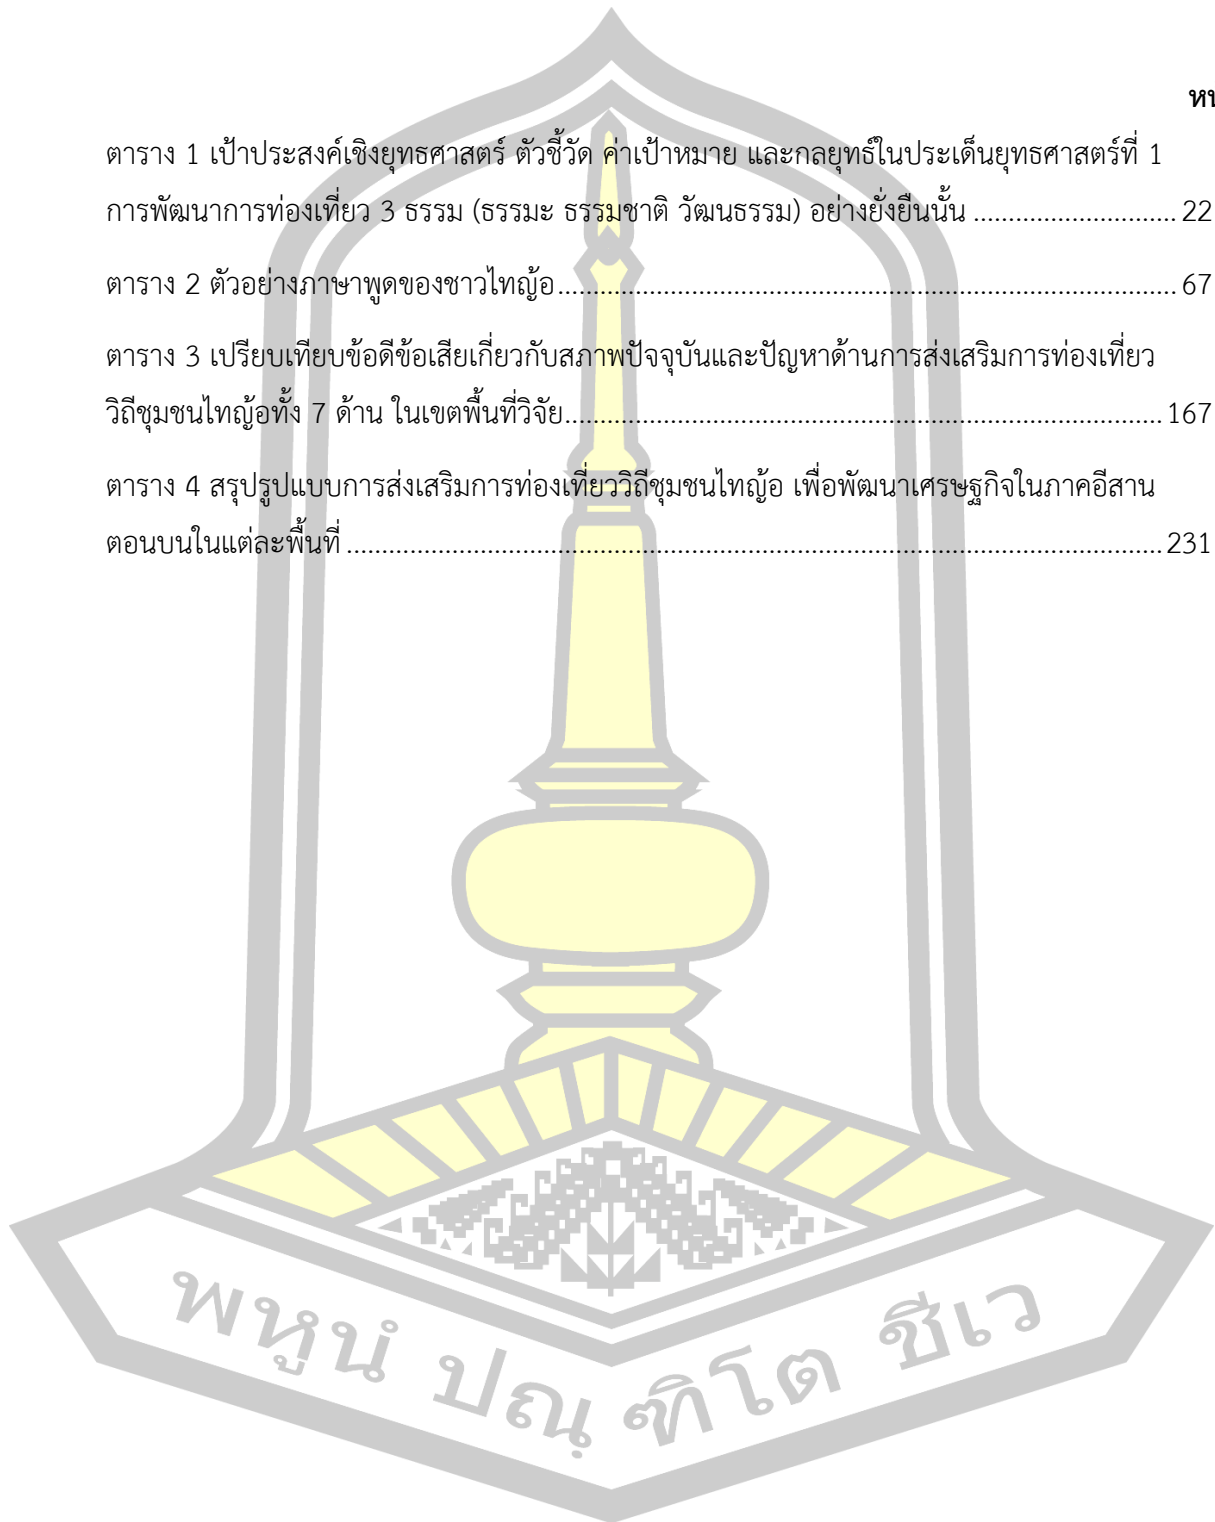 ตาราง 1 เป้าประสงค์เชิงยุทธศาสตร์ ตัวชี้วัด ค่าเป้าหมาย และกลยุทธ์ในประเด็นยุทธศาสตร์ที่ 1
การพัฒนาการท่องเที่ยว 3 ธรรม (ธรรมะ ธรรมชาติ วัฒนธรรม) อย่างยั่งยืนนั้น ............................ 22
ตาราง 2 ตัวอย่างภาษาพูดของชาวไทญ้อ.................................................................................... 67
ตาราง 3 เปรียบเทียบข้อดีข้อเสียเกี่ยวกับสภาพปัจจุบันและปัญหาด้านการส่งเสริมการท่องเที่ยว
วิถีชุมชนไทญ้อทั้ง 7 ด้าน ในเขตพื้นที่วิจัย................................................................................. 167
ตาราง 4 สรุปรูปแบบการส่งเสริมการท่องเที่ยววิถีชุมชนไทญ้อ เพื่อพัฒนาเศรษฐกิจในภาคอีสาน
ตอนบนในแต่ละพื้นที่ ........................................................................................................... 231
พหูนํ ปณฺ ฑิโต ชีเว